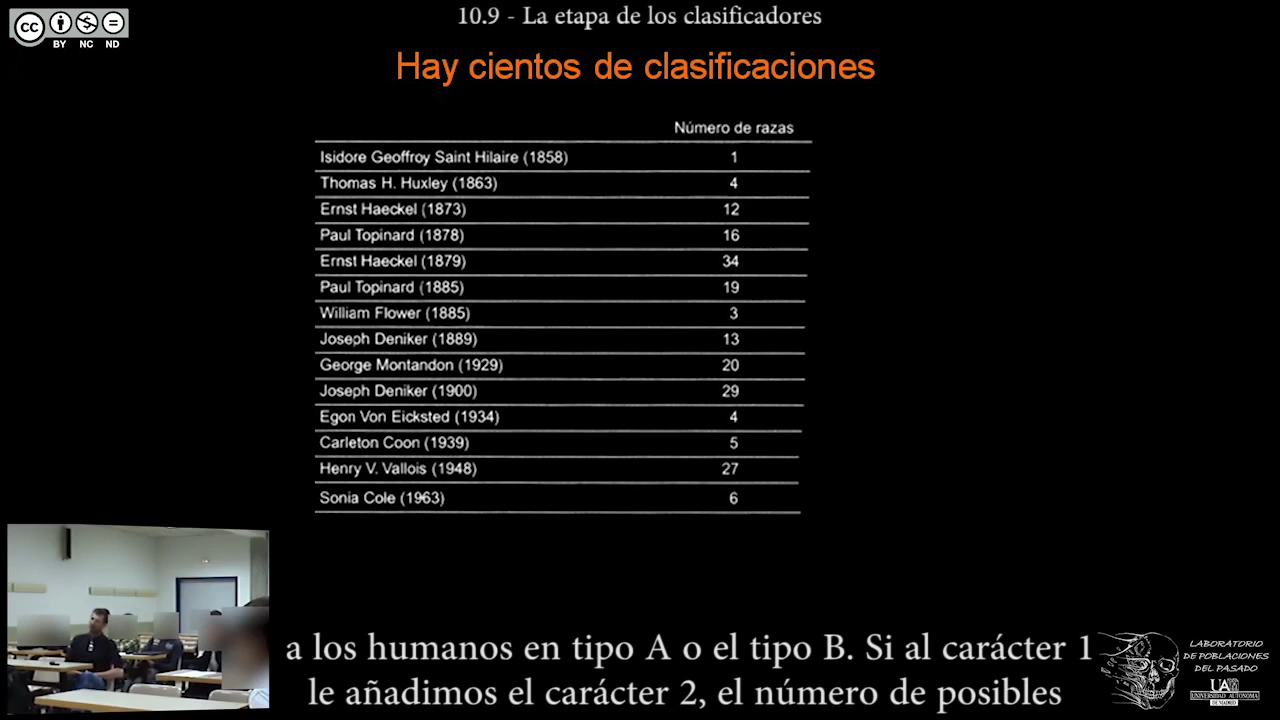 10.9 - La etapa de los clasificadores
cc
BY NC ND
Hay cientos de clasificaciones
Número de razas
Isidore Geoffroy Saint Hilaire (1858) 1
Thomas H. Huxley (1863) 4
Ernst Haeckel (1873) 12
Paul Topinard (1878) 16
Ernst Haeckel (1879) 34
Paul Topinard (1885) 19
William Flower (1885) 3
Joseph Deniker (1889) 13
George Montandon (1929) 20
Joseph Deniker (1900) 29
Egon Von Eicksted (1934) 4
Carleton Coon (1939) 5
Henry V. Vallois (1948) 27
Sonia Cole (1963) 6
a los humanos en tipo A o el tipo B. Si al carácter 1
le añadimos el carácter 2, el número de posibles
LABORATORIO
DE POBLACIONES
DEL PASADO
UAM
UNIVERSIDAD AUTONOMA
DE MADRID